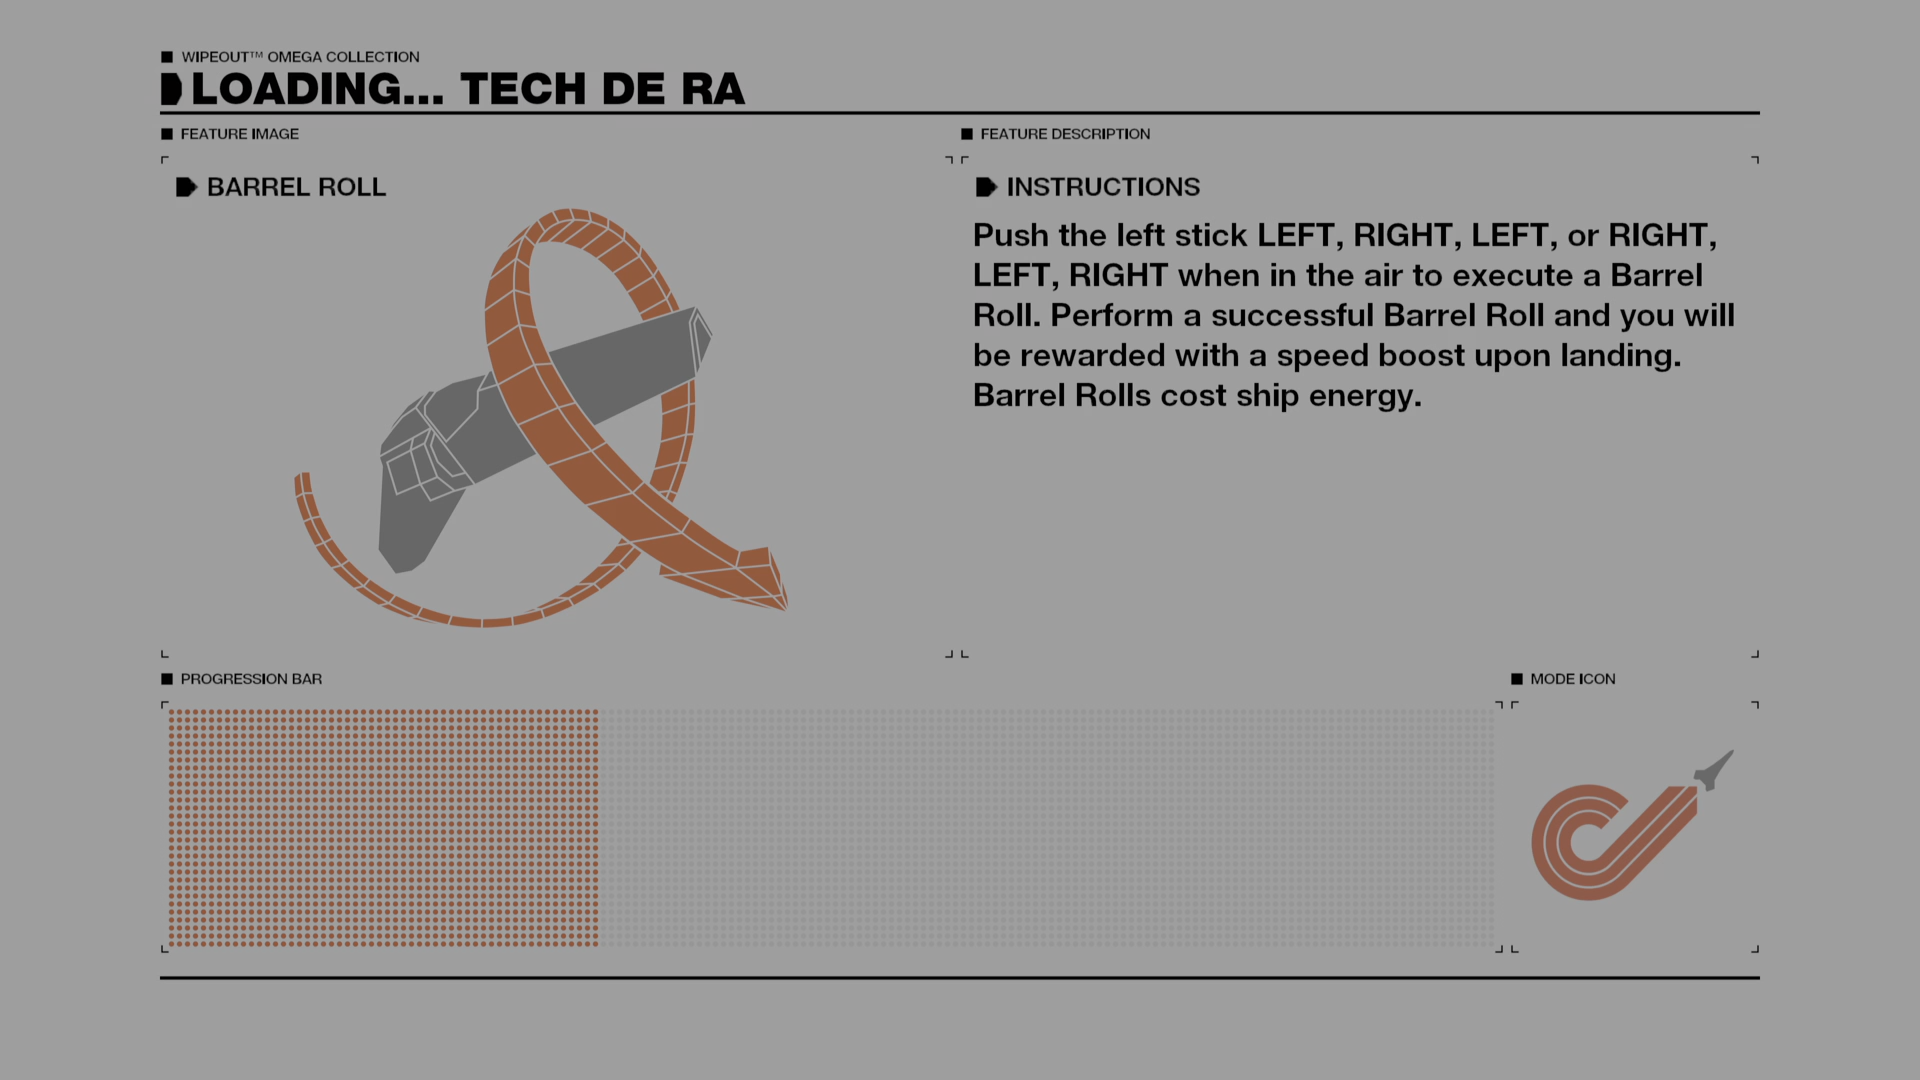 WIPEOUT™ OMEGA COLLECTION
LOADING... TECH DE RA
FEATURE IMAGE
BARREL ROLL
FEATURE DESCRIPTION
INSTRUCTIONS
Push the left stick LEFT, RIGHT, LEFT, or RIGHT,
LEFT, RIGHT when in the air to execute a Barrel
Roll. Perform a successful Barrel Roll and you will
be rewarded with a speed boost upon landing.
Barrel Rolls cost ship energy.
PROGRESSION BAR
MODE ICON